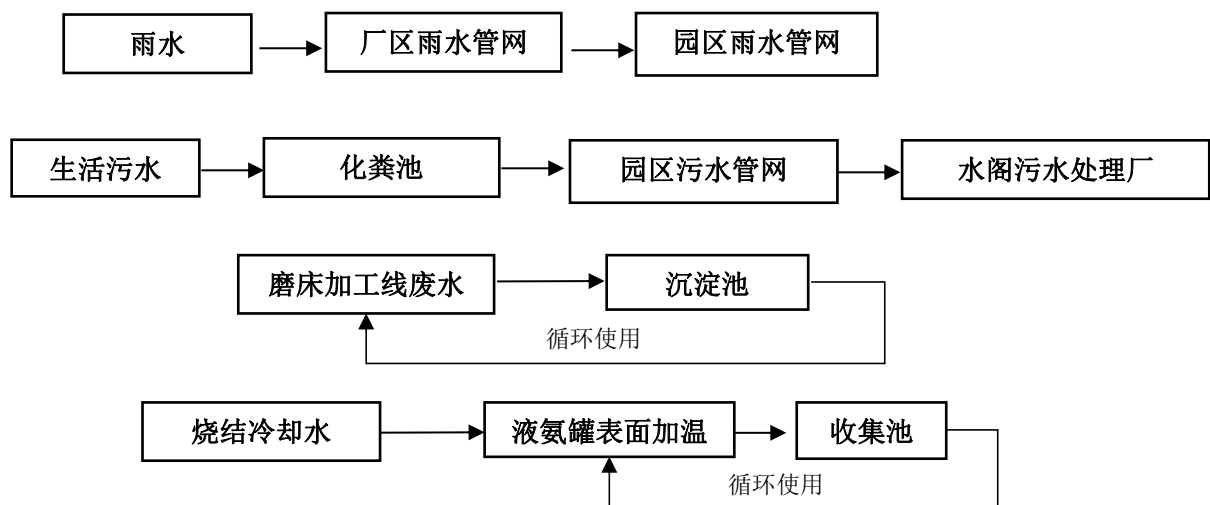 雨水 厂区雨水管网 园区雨水管网
生活污水 化粪池 园区污水管网 水阁污水处理厂
磨床加工线废水 沉淀池
循环使用
烧结冷却水 液氨罐表面加温 收集池
循环使用